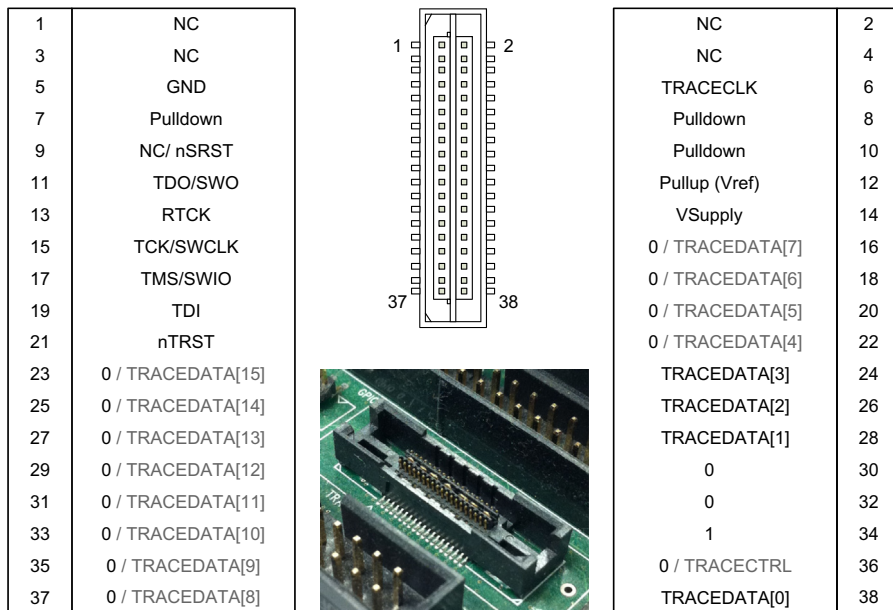 1 NC
3 NC
5 GND
7 Pulldown
9 NC/ nSRST
11 TDO/SWO
13 RTCK
15 TCK/SWCLK
17 TMS/SWIO
19 TDI
21 nTRST
23 0 / TRACEDATA[15]
25 0 / TRACEDATA[14]
27 0 / TRACEDATA[13]
29 0 / TRACEDATA[12]
31 0 / TRACEDATA[11]
33 0 / TRACEDATA[10]
35 0 / TRACEDATA[9]
37 0 / TRACEDATA[8]
1 2
37 38
NC 2
NC 4
TRACECLK 6
Pulldown 8
Pulldown 10
Pullup (Vref) 12
VSupply 14
0 / TRACEDATA[7] 16
0 / TRACEDATA[6] 18
0 / TRACEDATA[5] 20
0 / TRACEDATA[4] 22
TRACEDATA[3] 24
TRACEDATA[2] 26
TRACEDATA[1] 28
0 30
0 32
1 34
0 / TRACECTRL 36
TRACEDATA[0] 38